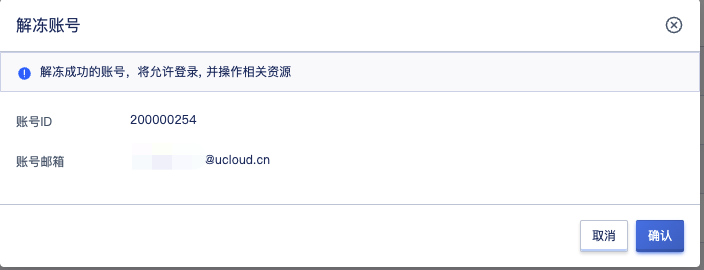 解冻账号
解冻成功的账号，将允许登录, 并操作相关资源
账号ID 200000254
账号邮箱 @ucloud.cn
取消 确认